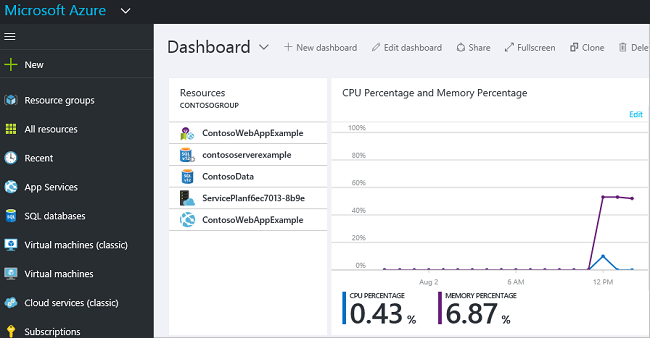 Microsoft Azure
New
Resource groups
All resources
Recent
App Services
SQL databases
Virtual machines (classic)
Virtual machines
Cloud services (classic)
Subscriptions
Dashboard
New dashboard
Edit dashboard
Share
Fullscreen
Clone
Dele
Resources
CONTOSOGROUP
ContosoWebAppExample
contososerverexample
ContosoData
ServicePlanf6ec7013-8b9e
ContosoWebAppExample
CPU Percentage and Memory Percentage
Edit
100%
80%
60%
40%
20%
0%
Aug 2
6 AM
12 PM
CPU PERCENTAGE
0.43 %
MEMORY PERCENTAGE
6.87 %